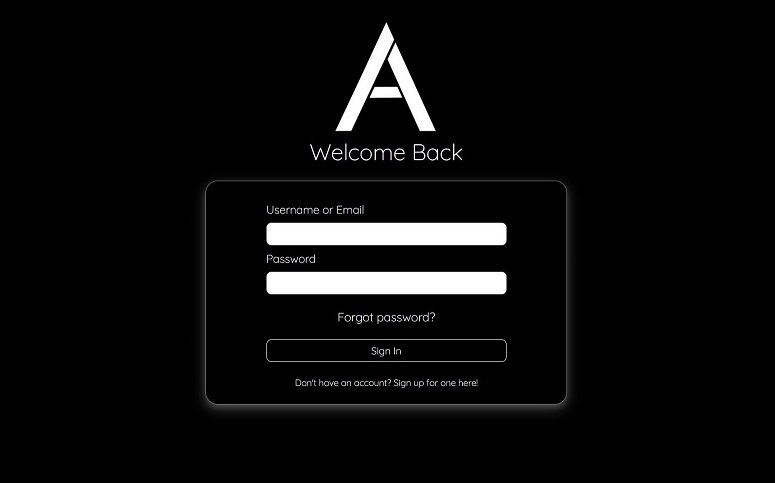 A
Welcome Back
Username or Email
Password
Forgot password?
Sign In
Don't have an account? Sign up for one here!